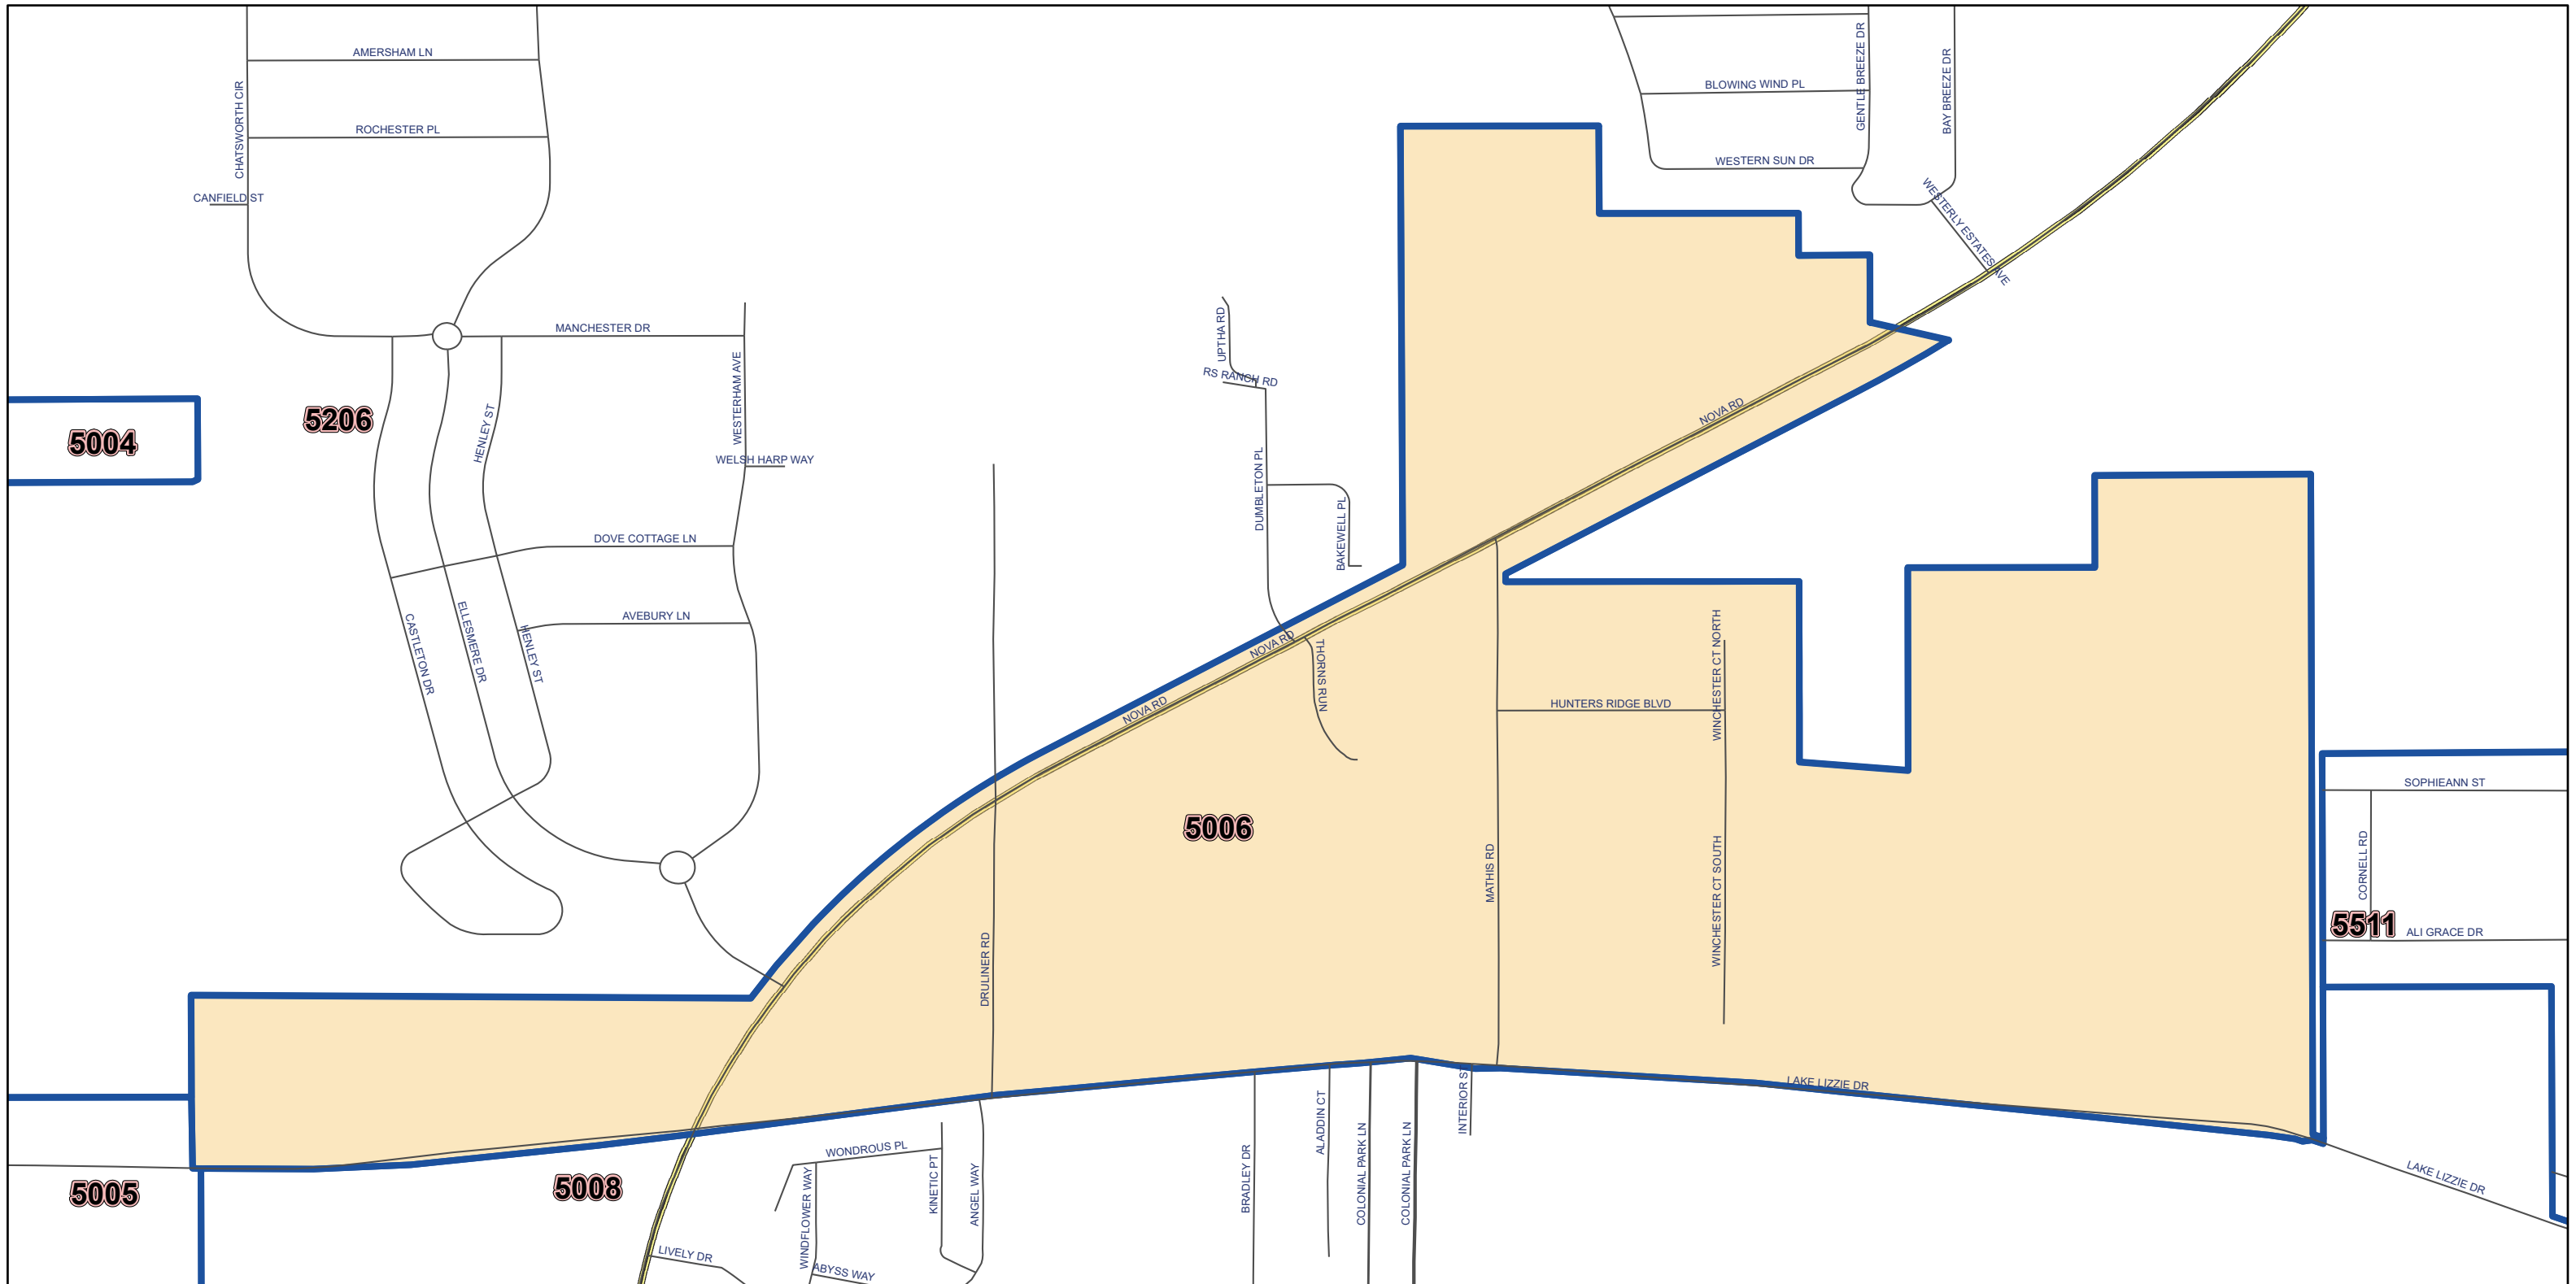 AMERSHAM LN
CHATSWORTH CIR
ROCHESTER PL
CANFIELD ST
GENTLE BREEZE DR
BAY BREEZE DR
BLOWING WIND PL
WESTERN SUN DR
WESTERLY ESTATES AVE
MANCHESTER DR
WESTERHAM AVE
UPTHA RD
RS RANCH RD
5004
5206
HENLEY ST
WELSH HARP WAY
NOVA RD
DUMBLETON PL
BAKEWELL PL
DOVE COTTAGE LN
AVEBURY LN
CASTLETON DR
ELLESMERE DR
HENLEY ST
NOVA RD
THORNS RUN
WINCHESTER CT NORTH
NOVA RD
HUNTERS RIDGE BLVD
SOPHIEANN ST
5006
MATHIS RD
WINCHESTER CT SOUTH
CORNELL RD
5511
ALI GRACE DR
DRULINER RD
LAKE LIZZIE DR
INTERIOR ST
ALADDIN CT
WONDROUS PL
5005
5008
WINDFLOWER WAY
KINETIC PT
ANGEL WAY
BRADLEY DR
COLONIAL PARK LN
COLONIAL PARK LN
LAKE LIZZIE DR
LIVELY DR
ABYSS WAY